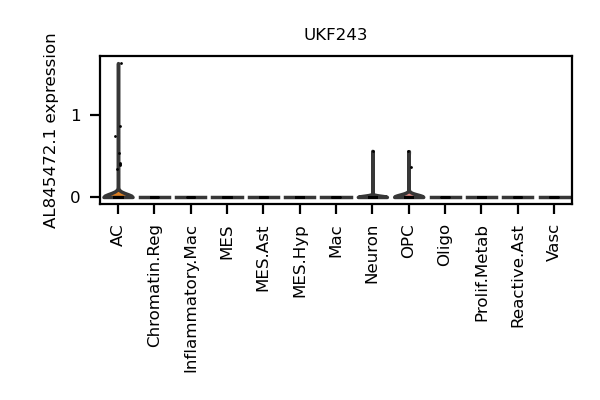 UKF243
AL845472.1 expression
1
0
AC
Chromatin.Reg
Inflammatory.Mac
MES
MES.Ast
MES.Hyp
Mac
Neuron
OPC
Oligo
Prolif.Metab
Reactive.Ast
Vasc